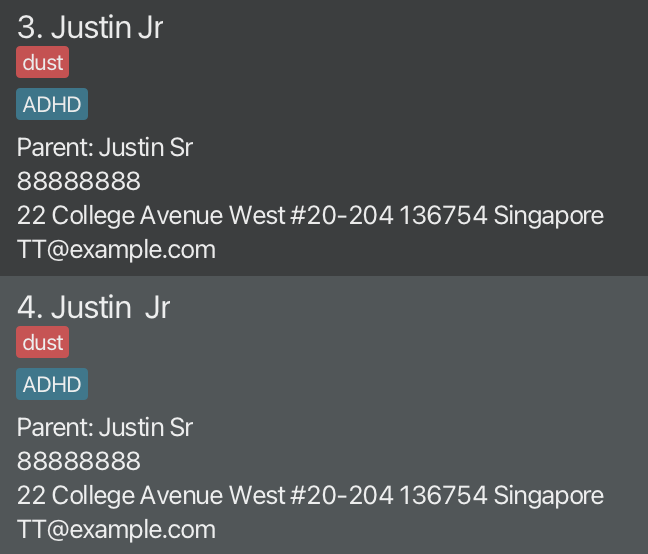 3. Justin Jr
dust
ADHD
Parent: Justin Sr
88888888
22 College Avenue West #20-204 136754 Singapore
TT@example.com
4. Justin  Jr
dust
ADHD
Parent: Justin Sr
88888888
22 College Avenue West #20-204 136754 Singapore
TT@example.com